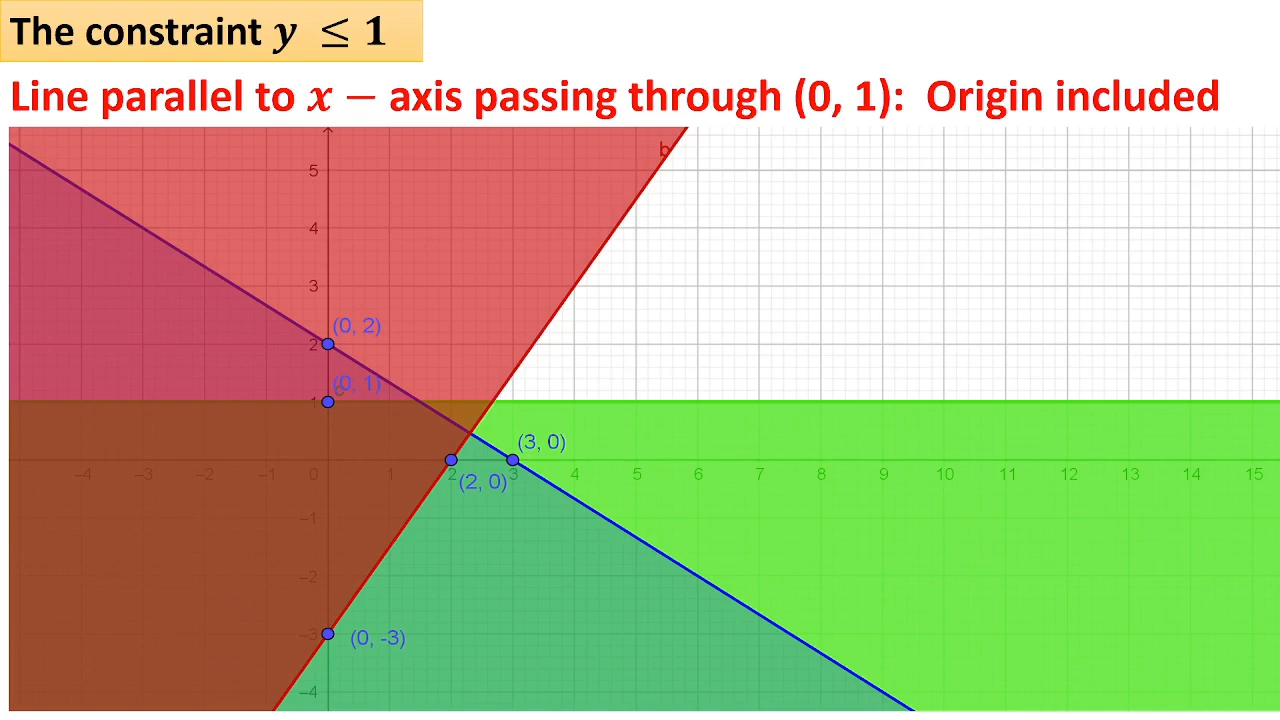 The constraint y ≤ 1
Line parallel to x − axis passing through (0, 1): Origin included
b
5
4
3
(0, 2)
2
(0, 1)
c
1
(3, 0)
−4 −3 −2 −1 0 1 2 3 4 5 6 7 8 9 10 11 12 13 14 15
(2, 0)
−1
−2
−3 (0, -3)
−4